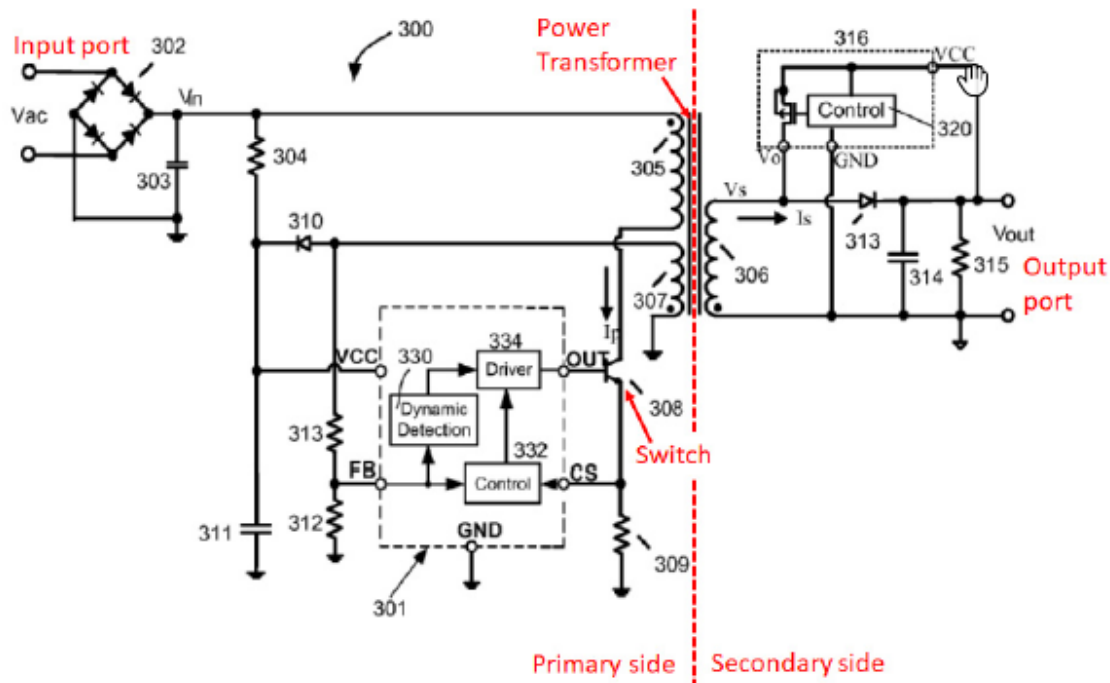 Input port
302
300
Power
Transformer
316
VCC
Vin
Vac
Control
320
304
303
305
Vo
GND
Vs
Is
310
313
306
314
315
Vout
Output
port
307
Ip
334
VCC
330
Driver
OUT
308
Dynamic
Detection
313
332
Switch
FB
Control
CS
311
312
GND
309
301
Primary side
Secondary side